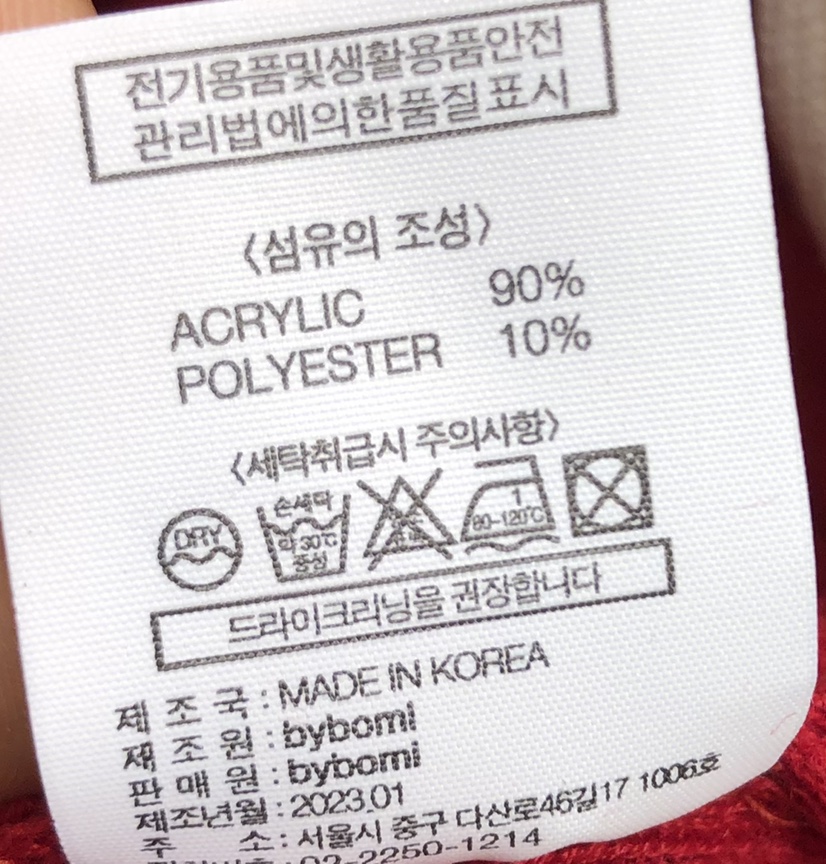 전기용품및생활용품안전
관리법에의한품질표시
〈섬유의 조성〉
ACRYLIC 90%
POLYESTER 10%
〈세탁취급시 주의사항〉
DRY
손세탁
약 30℃
중성
1
80-120℃
드라이크리닝을 권장합니다
제 조 국 : MADE IN KOREA
제 조 원 : bybomi
판 매 원 : bybomi
제조년월 : 2023.01
주 소 : 서울시 중구 다산로46길17 1006호
02-2250-1214